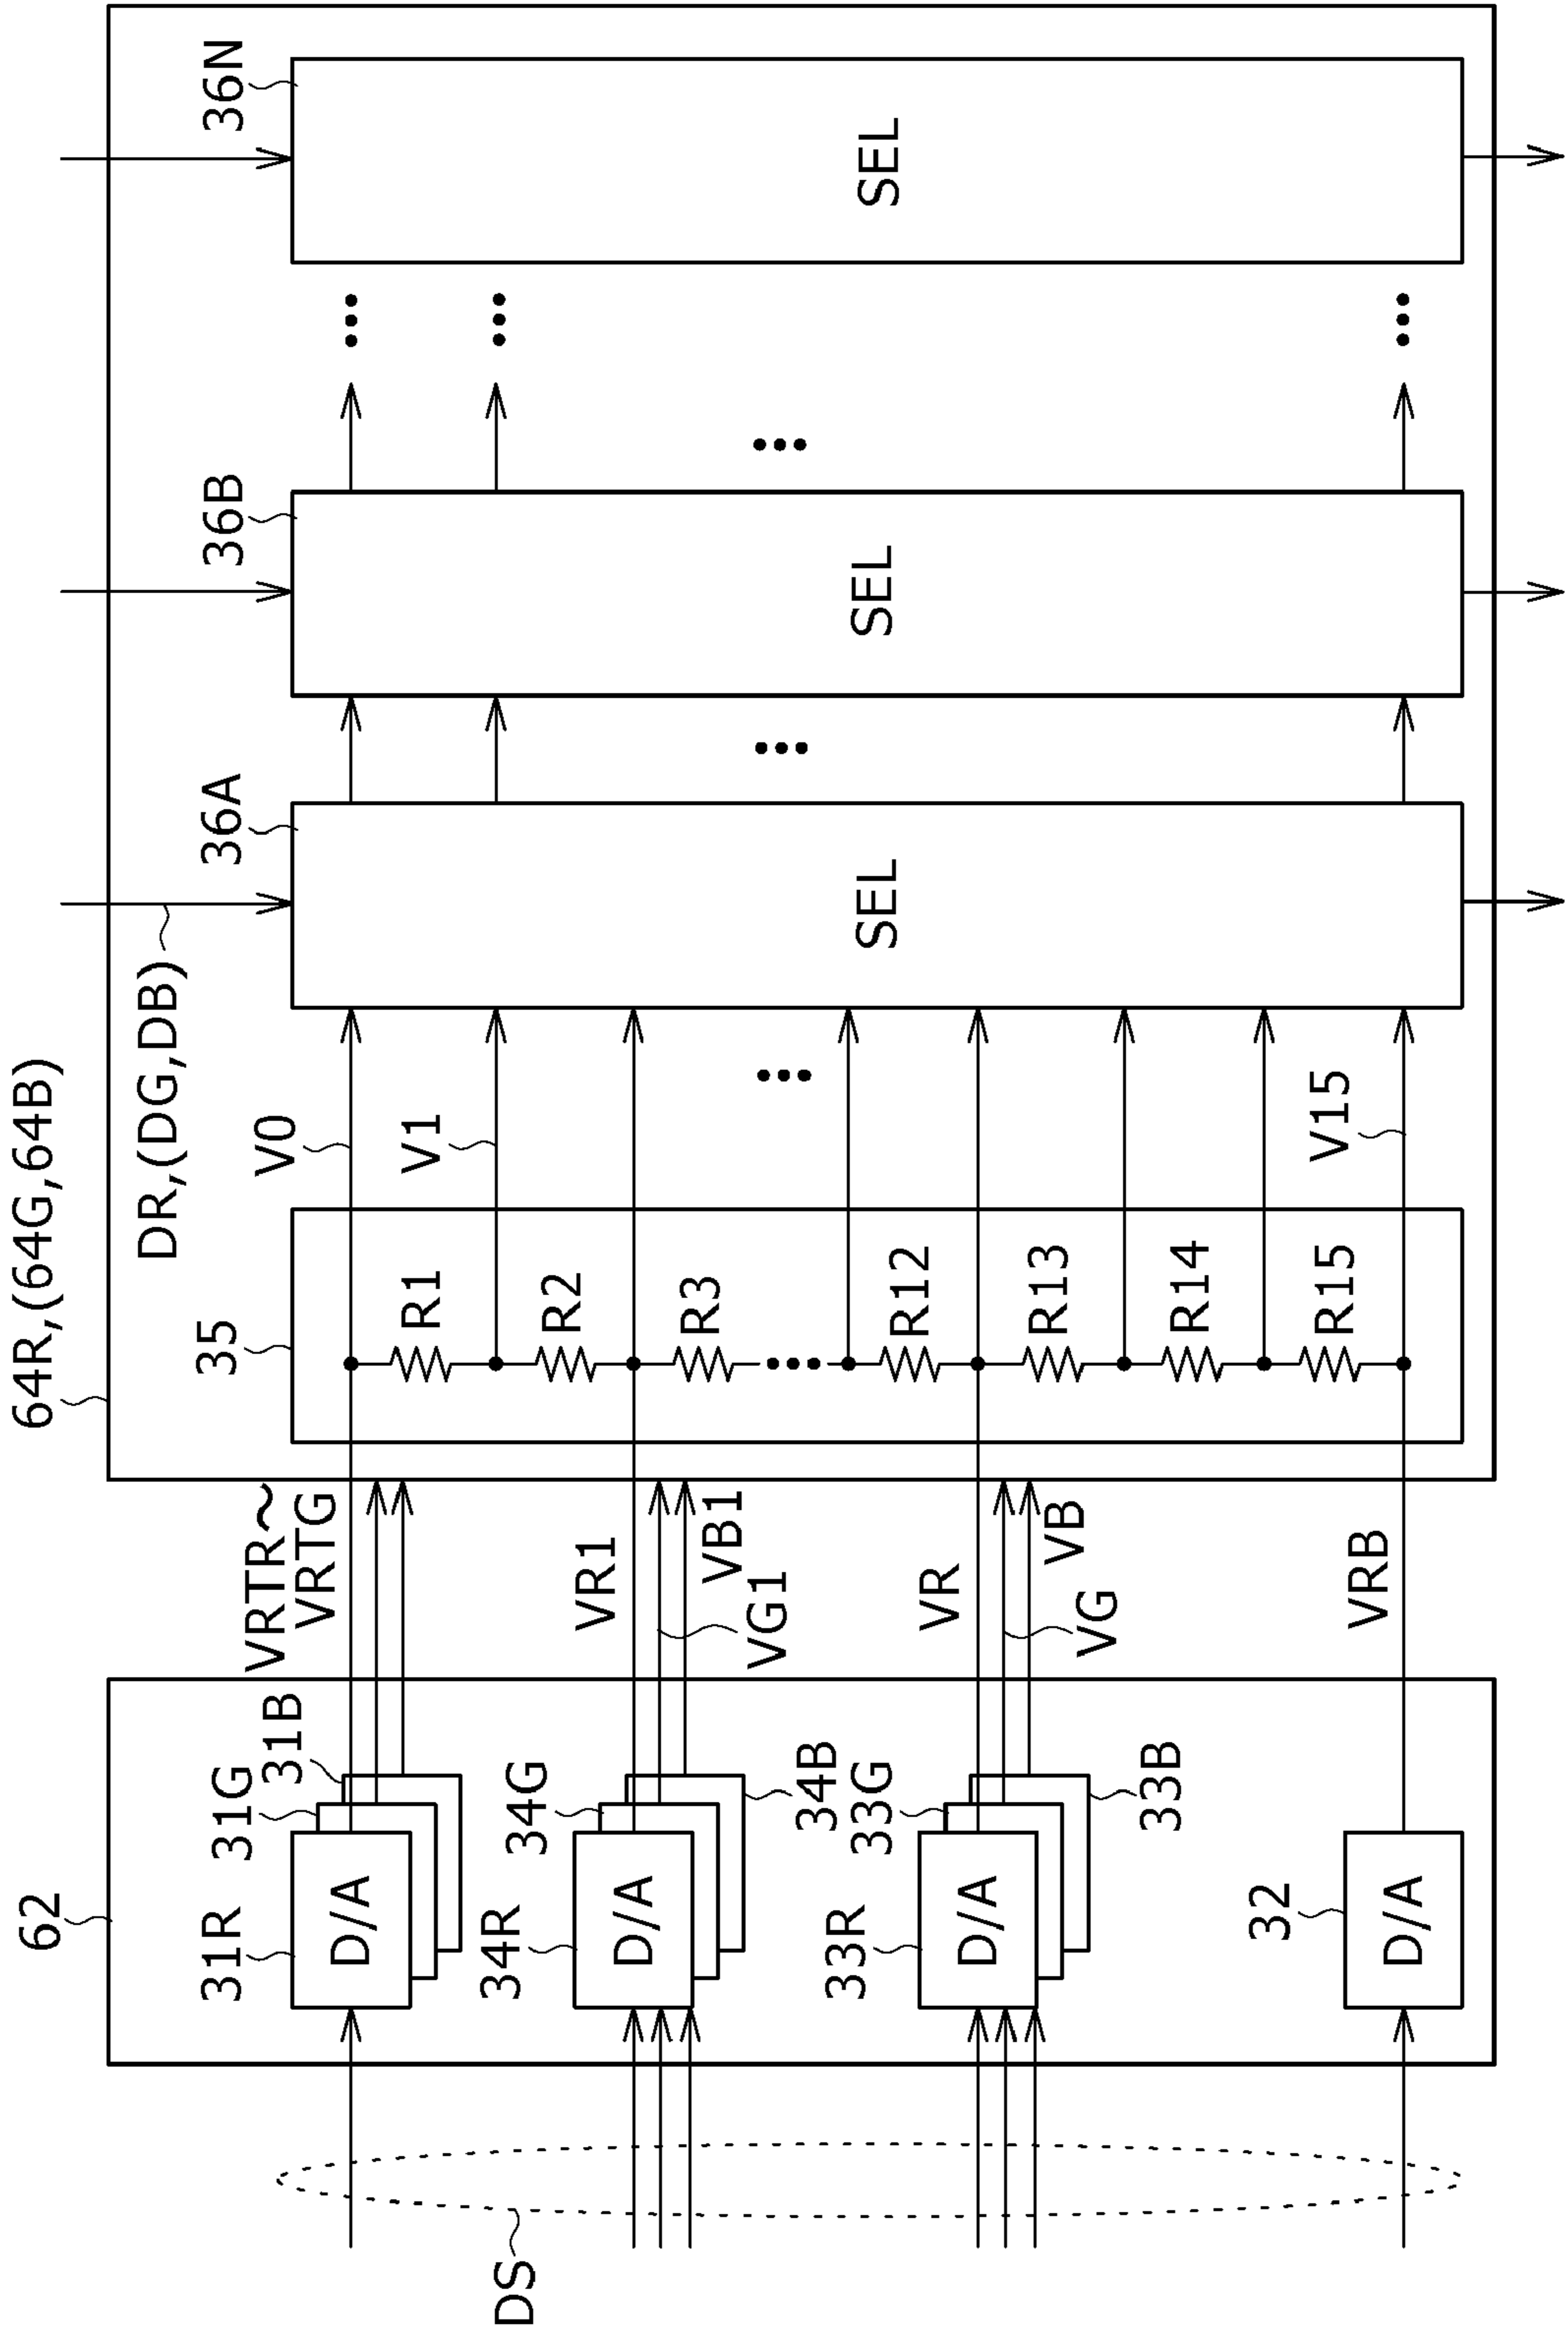 64R,(64G,64B)
62
DR,(DG,DB)
36A
36B
36N
35
31R
31G
31B
VRTR~
VRTG
V0
D/A
R1
V1
34R
34G
34B
D/A
VR1
VG1
VB1
R2
R3
SEL
SEL
SEL
DS
33R
33G
33B
D/A
VR
VG
VB
R12
R13
R14
32
D/A
VRB
R15
V15